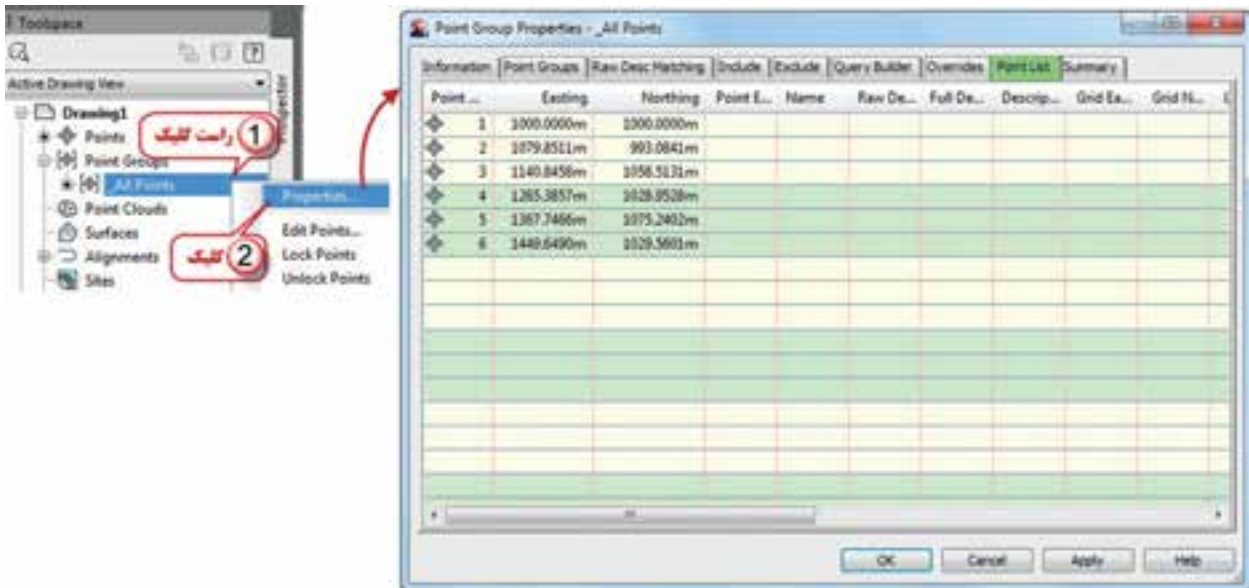 Toolspace
Active Drawing View
Drawing1
Points
Point Groups
_All Points
Point Clouds
Surfaces
Alignments
Sites
Prospector
1 راست کلیک
2 کلیک
Properties...
Edit Points...
Lock Points
Unlock Points
Point Group Properties - _All Points
Information Point Groups Raw Desc Matching Include Exclude Query Builder Overrides Point List Summary
Point ... Easting Northing Point E... Name Raw De... Full De... Descrip... Grid Ea... Grid N...
1 1000.0000m 1000.0000m
2 1079.8511m 993.0841m
3 1140.8458m 1058.5131m
4 1265.3857m 1028.9528m
5 1367.7466m 1075.2402m
6 1449.6490m 1029.5601m
OK Cancel Apply Help